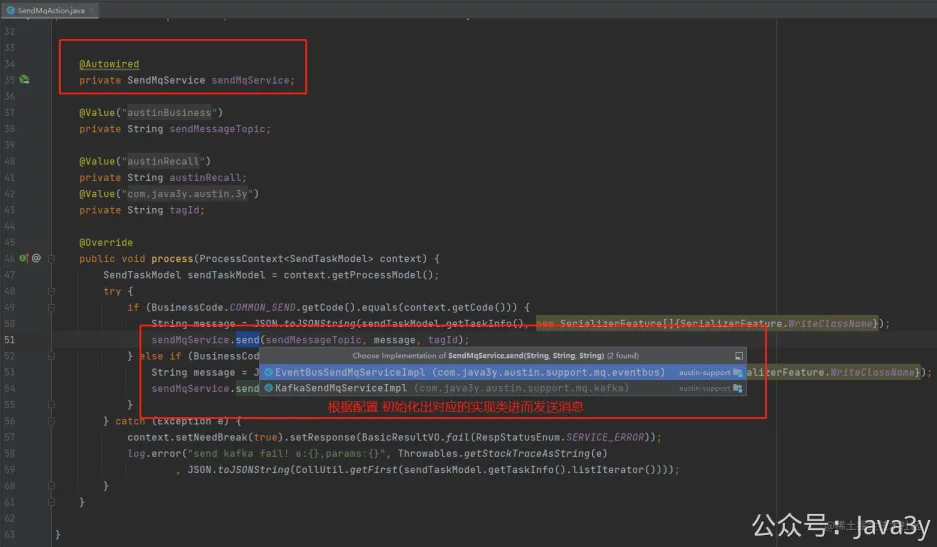 SendMqAction.java
32
33
34 @Autowired
35 private SendMqService sendMqService;
36
37 @Value("austinBusiness")
38 private String sendMessageTopic;
39
40 @Value("austinRecall")
41 private String austinRecall;
42 @Value("com.java3y.austin.3y")
43 private String tagId;
44
45 @Override
46 @ public void process(ProcessContext<SendTaskModel> context) {
47 SendTaskModel sendTaskModel = context.getProcessModel();
48 try {
49 if (BusinessCode.COMMON_SEND.getCode().equals(context.getCode())) {
50 String message = JSON.toJSONString(sendTaskModel.getTaskInfo(), new SerializerFeature[]{SerializerFeature.WriteClassName});
51 sendMqService.send(sendMessageTopic, message, tagId);
Choose Implementation of SendMqService.send(String, String, String) (2 found)
52 } else if (BusinessCod
53 String message = J
EventBusSendMqServiceImpl (com.java3y.austin.support.mq.eventbus) austin-support
alizerFeature.WriteClassName});
54 sendMqService.send
KafkaSendMqServiceImpl (com.java3y.austin.support.mq.kafka) austin-support
55 }
根据配置 初始化出对应的实现类进而发送消息
56 } catch (Exception e) {
57 context.setNeedBreak(true).setResponse(BasicResultVO.fail(RespStatusEnum.SERVICE_ERROR));
58 log.error("send kafka fail! e:{},params:{}", Throwables.getStackTraceAsString(e)
59 , JSON.toJSONString(CollUtil.getFirst(sendTaskModel.getTaskInfo().listIterator())));
60 }
61 }
62
63 }
公众号：Java3y